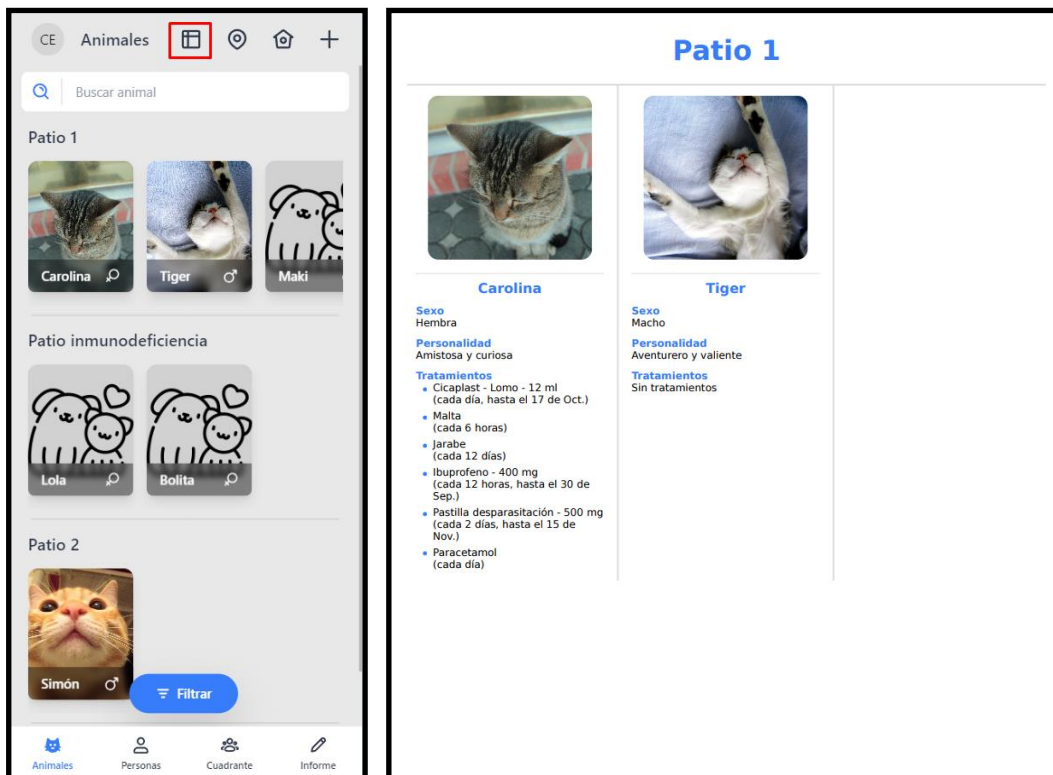 CE Animales
Buscar animal
Patio 1
Carolina
Tiger
Maki
Patio inmunodeficiencia
Lola
Bolita
Patio 2
Simón
Filtrar
Animales
Personas
Cuadrante
Informe
Patio 1
Carolina
Sexo
Hembra
Personalidad
Amistosa y curiosa
Tratamientos
Cicaplast - Lomo - 12 ml
(cada día, hasta el 17 de Oct.)
Malta
(cada 6 horas)
Jarabe
(cada 12 días)
Ibuprofeno - 400 mg
(cada 12 horas, hasta el 30 de
Sep.)
Pastilla desparasitación - 500 mg
(cada 2 días, hasta el 15 de
Nov.)
Paracetamol
(cada día)
Tiger
Sexo
Macho
Personalidad
Aventurero y valiente
Tratamientos
Sin tratamientos